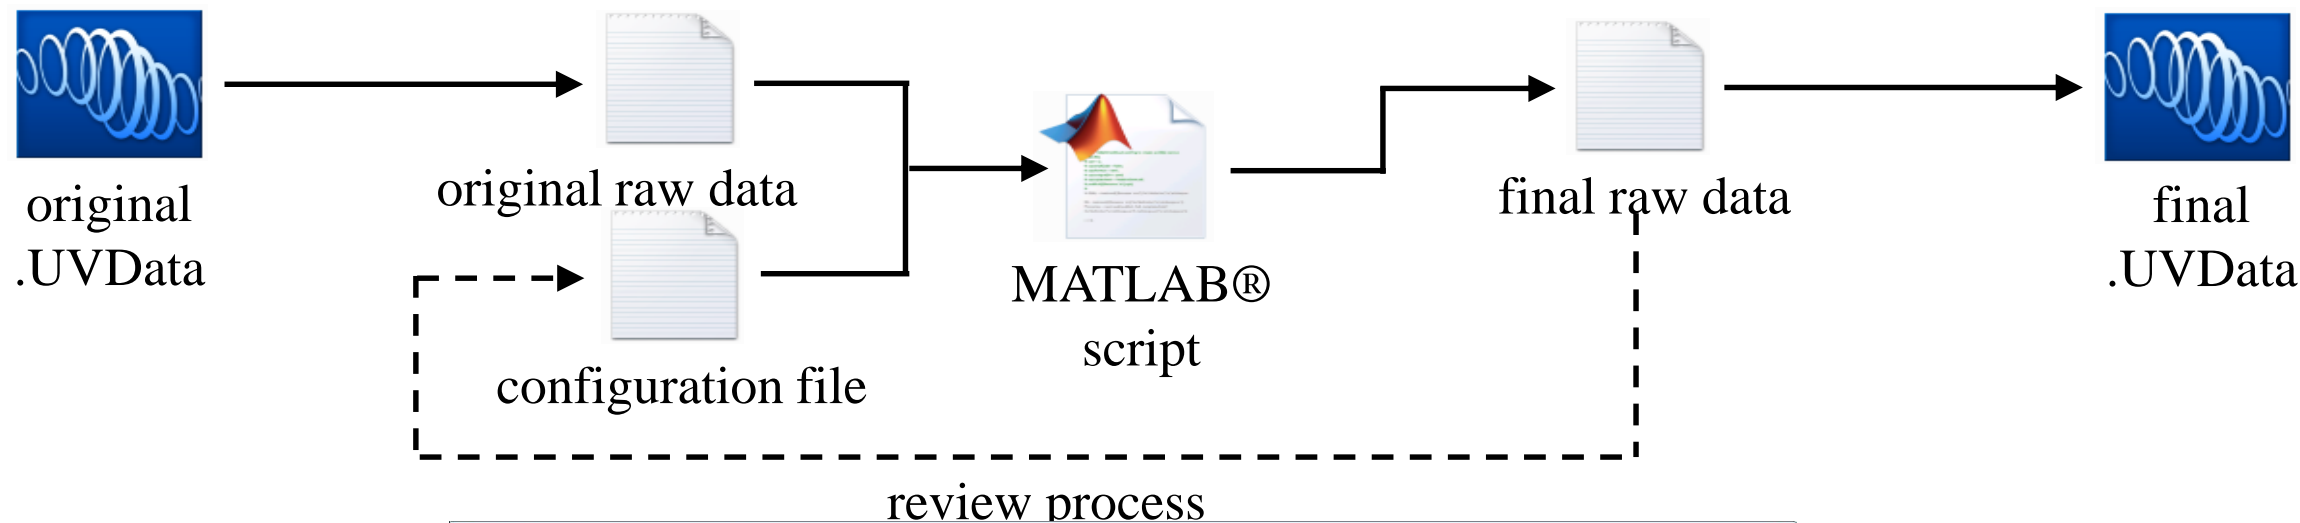 original
.UVData
original raw data
configuration file
MATLAB®
script
final raw data
final
.UVData
review process